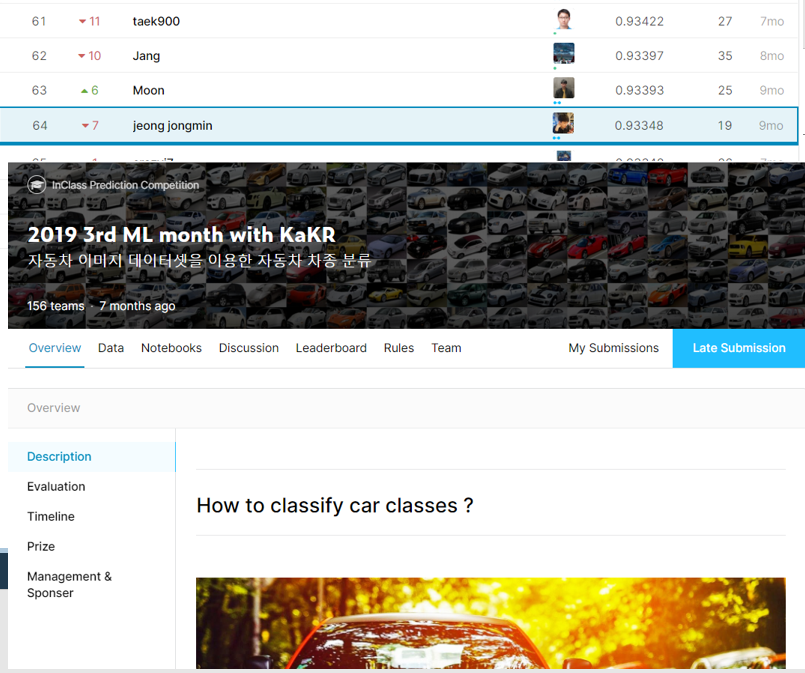 61 11 taek900 0.93422 27 7mo
62 10 Jang 0.93397 35 8mo
63 6 Moon 0.93393 25 9mo
64 7 jeong jongmin 0.93348 19 9mo
InClass Prediction Competition
2019 3rd ML month with KaKR
자동차 이미지 데이터셋을 이용한 자동차 차종 분류
156 teams · 7 months ago
Overview Data Notebooks Discussion Leaderboard Rules Team My Submissions Late Submission
Overview
Description
Evaluation
Timeline
Prize
Management &
Sponser
How to classify car classes ?